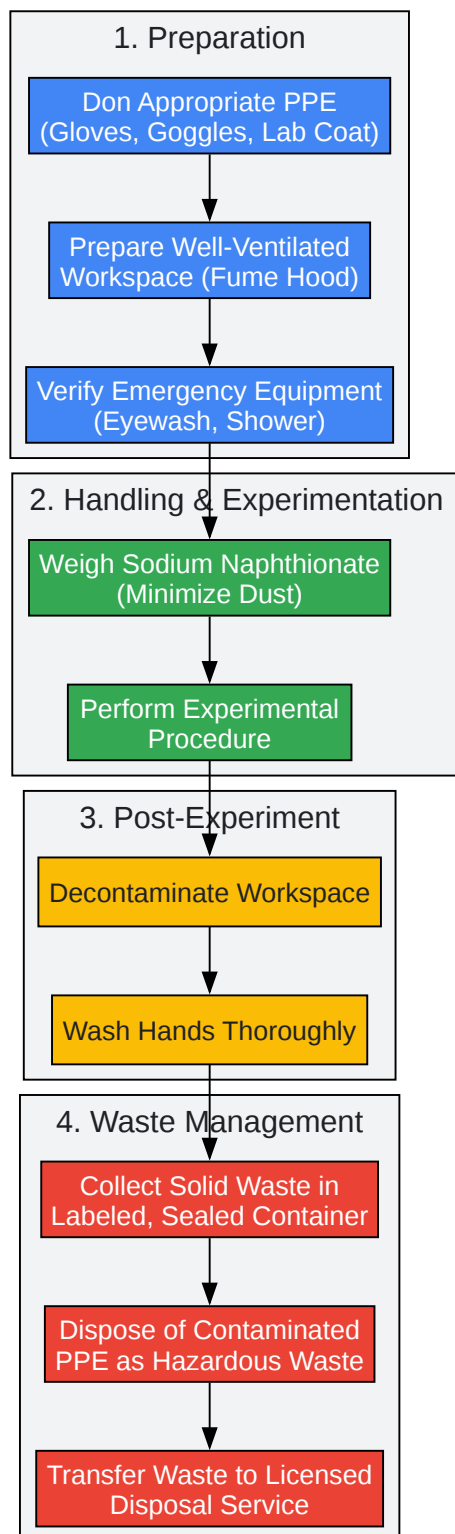 1. Preparation
Don Appropriate PPE
(Gloves, Goggles, Lab Coat)
Prepare Well-Ventilated
Workspace (Fume Hood)
Verify Emergency Equipment
(Eyewash, Shower)
2. Handling & Experimentation
Weigh Sodium Naphthionate
(Minimize Dust)
Perform Experimental
Procedure
3. Post-Experiment
Decontaminate Workspace
Wash Hands Thoroughly
4. Waste Management
Collect Solid Waste in
Labeled, Sealed Container
Dispose of Contaminated
PPE as Hazardous Waste
Transfer Waste to Licensed
Disposal Service